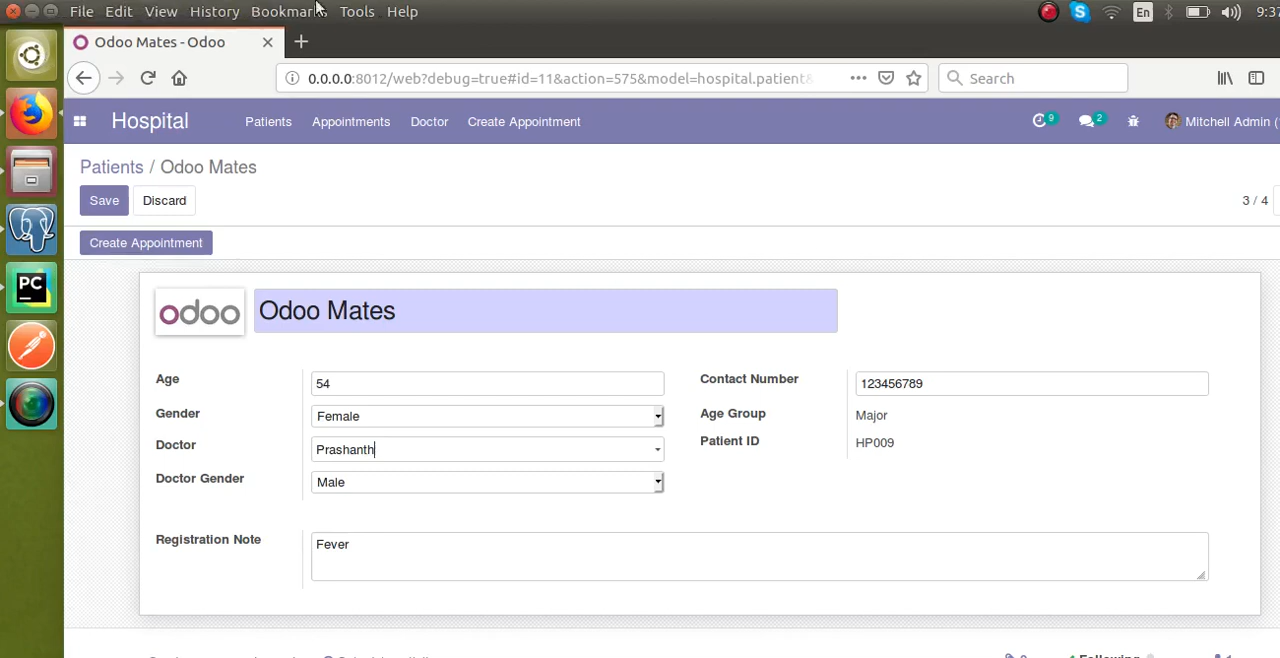 File Edit View History Bookmarks Tools Help
En
9:37
Odoo Mates - Odoo
0.0.0.0:8012/web?debug=true#id=11&action=575&model=hospital.patient&
Search
Hospital Patients Appointments Doctor Create Appointment 9 2 Mitchell Admin (
Patients / Odoo Mates
Save Discard 3 / 4
Create Appointment
odoo Odoo Mates
Age 54 Contact Number 123456789
Gender Female Age Group Major
Doctor Prashanth Patient ID HP009
Doctor Gender Male
Registration Note Fever
PC